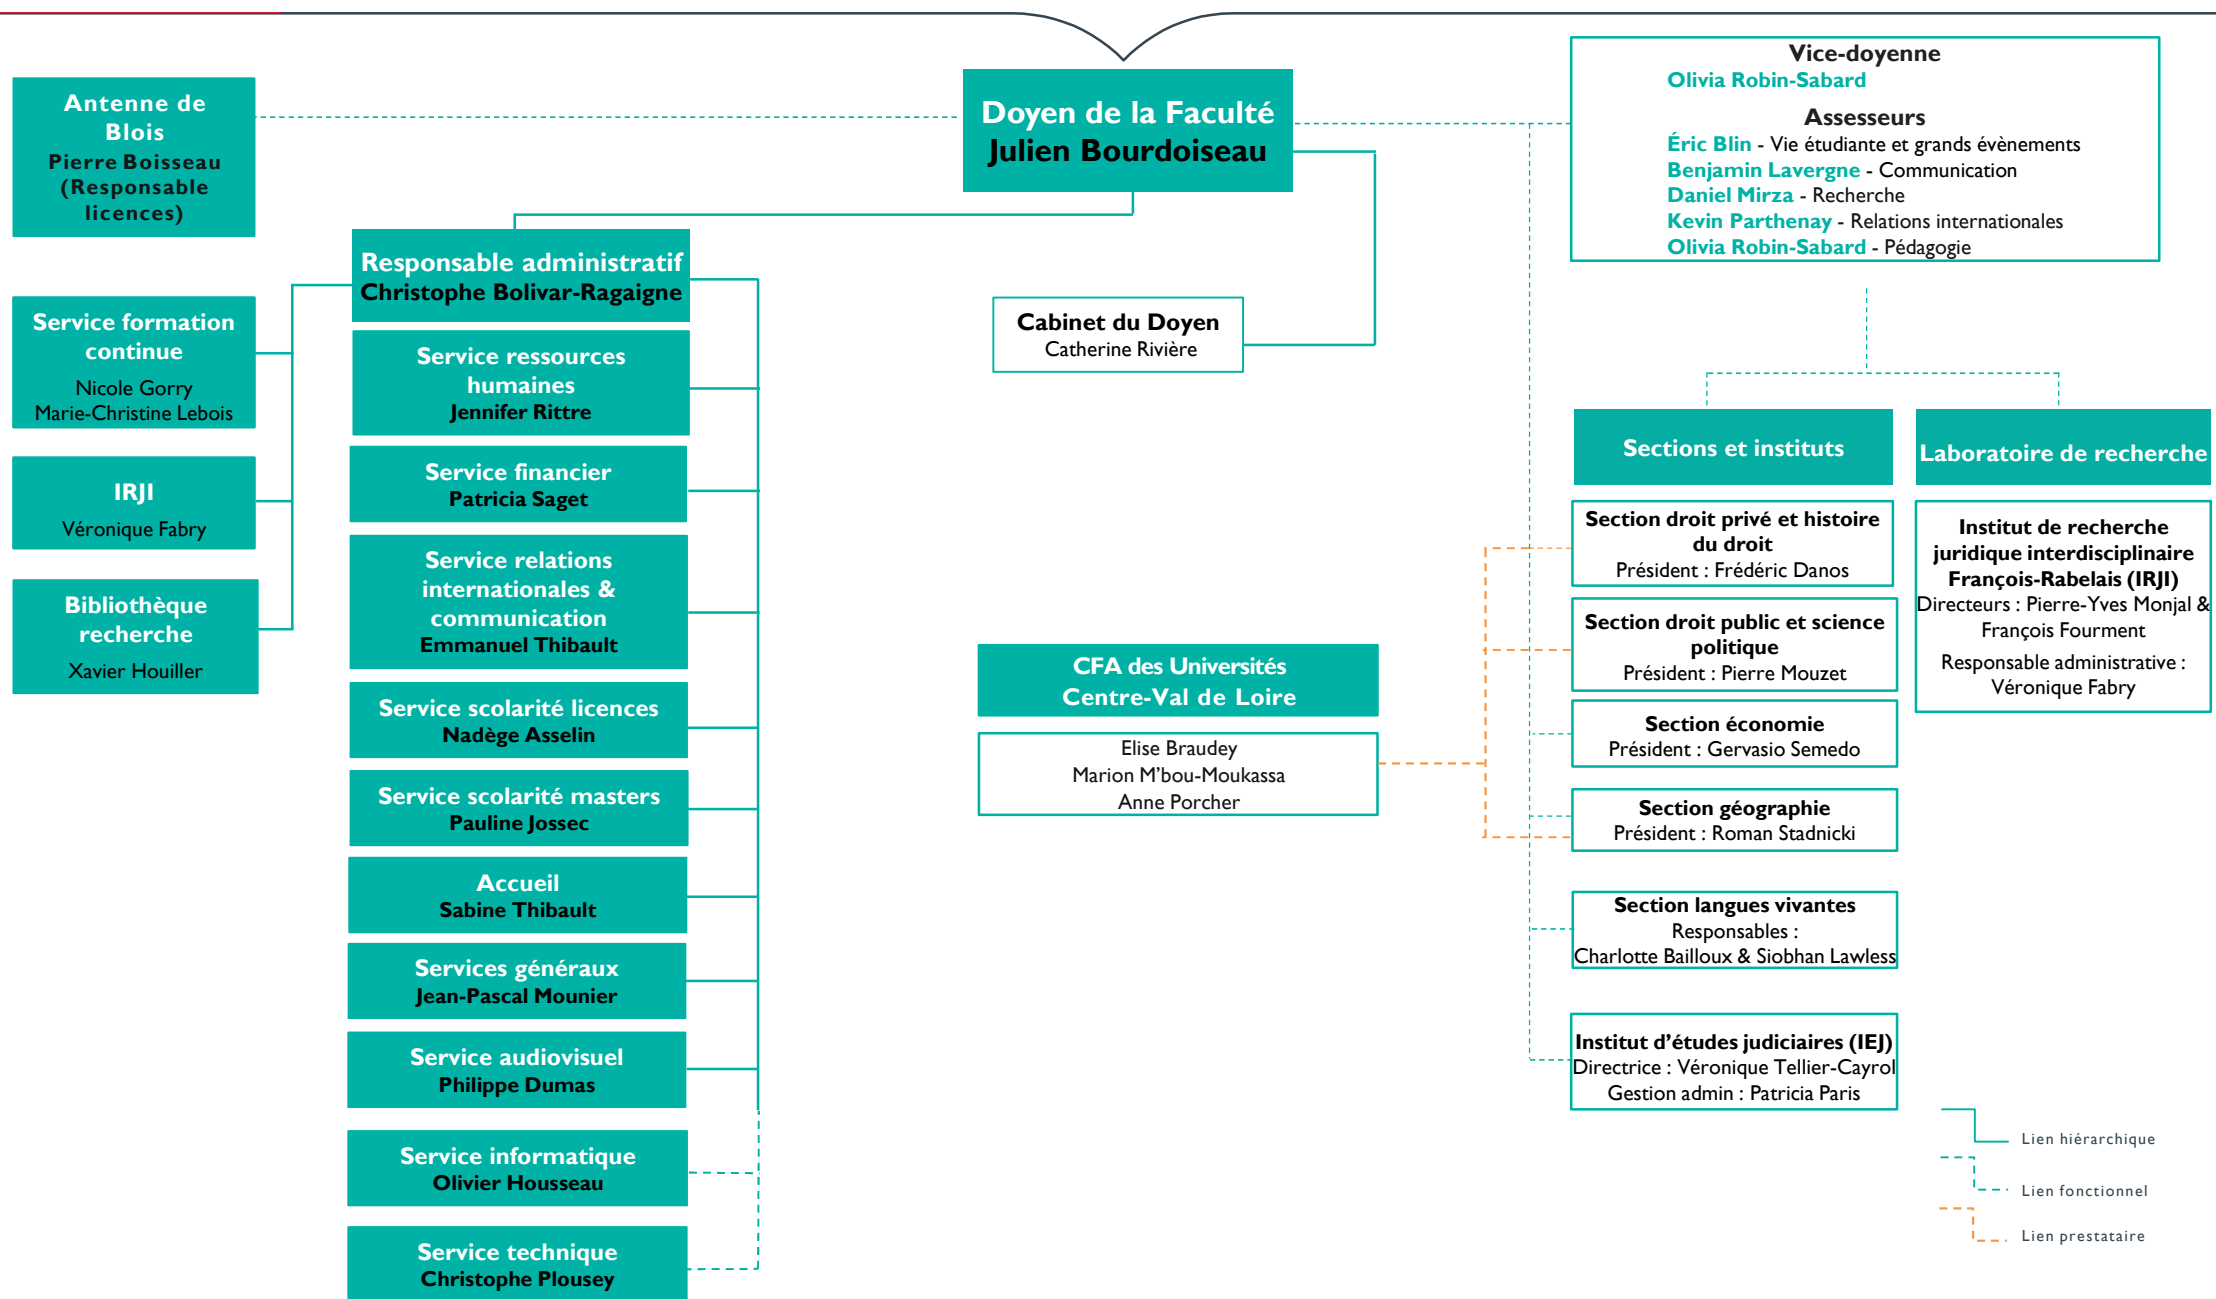 Antenne de
Blois
Pierre Boisseau
(Responsable
licences)
Doyen de la Faculté
Julien Bourdoiseau
Vice-doyenne
Olivia Robin-Sabard
Assesseurs
Éric Blin - Vie étudiante et grands évènements
Benjamin Lavergne - Communication
Daniel Mirza - Recherche
Kevin Parthenay - Relations internationales
Olivia Robin-Sabard - Pédagogie
Responsable administratif
Christophe Bolivar-Ragaigne
Cabinet du Doyen
Catherine Rivière
Service formation
continue
Nicole Gorry
Marie-Christine Lebois
IRJI
Véronique Fabry
Bibliothèque
recherche
Xavier Houiller
Service ressources
humaines
Jennifer Rittre
Service financier
Patricia Saget
Service relations
internationales &
communication
Emmanuel Thibault
Service scolarité licences
Nadège Asselin
Service scolarité masters
Pauline Jossec
Accueil
Sabine Thibault
Services généraux
Jean-Pascal Mounier
Service audiovisuel
Philippe Dumas
Service informatique
Olivier Housseau
Service technique
Christophe Plousey
CFA des Universités
Centre-Val de Loire
Elise Braudey
Marion M’bou-Moukassa
Anne Porcher
Sections et instituts
Section droit privé et histoire
du droit
Président : Frédéric Danos
Section droit public et science
politique
Président : Pierre Mouzet
Section économie
Président : Gervasio Semedo
Section géographie
Président : Roman Stadnicki
Section langues vivantes
Responsables :
Charlotte Bailloux & Siobhan Lawless
Institut d’études judiciaires (IEJ)
Directrice : Véronique Tellier-Cayrol
Gestion admin : Patricia Paris
Laboratoire de recherche
Institut de recherche
juridique interdisciplinaire
François-Rabelais (IRJI)
Directeurs : Pierre-Yves Monjal &
François Fourment
Responsable administrative :
Véronique Fabry
Lien hiérarchique
Lien fonctionnel
Lien prestataire